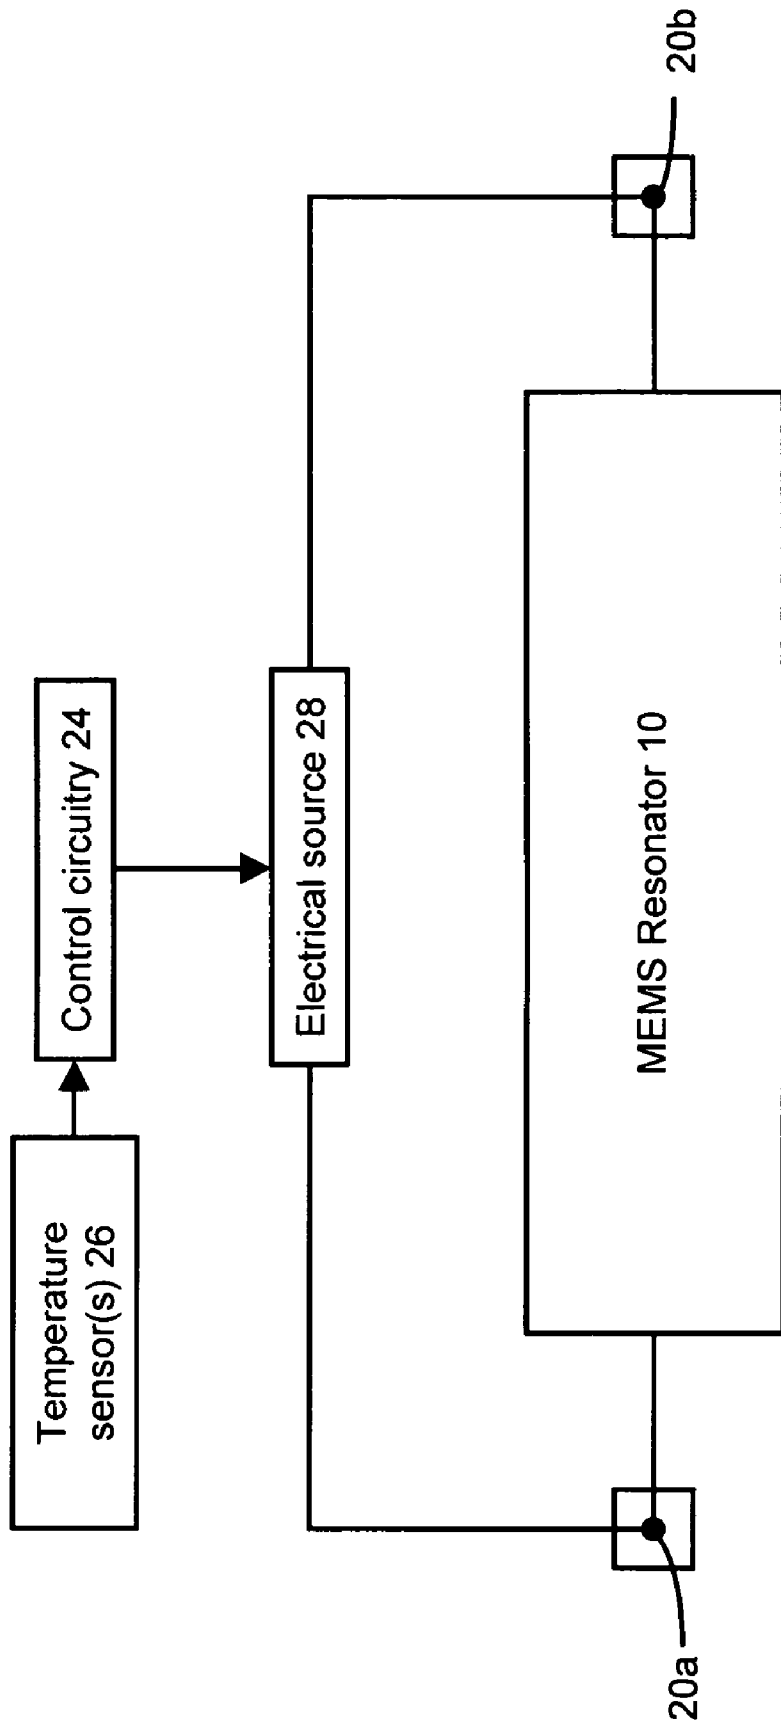 Temperature
sensor(s) 26
Control circuitry 24
Electrical source 28
MEMS Resonator 10
20a
20b